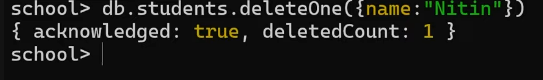 school> db.students.deleteOne({name:"Nitin"})
{ acknowledged: true, deletedCount: 1 }
school>